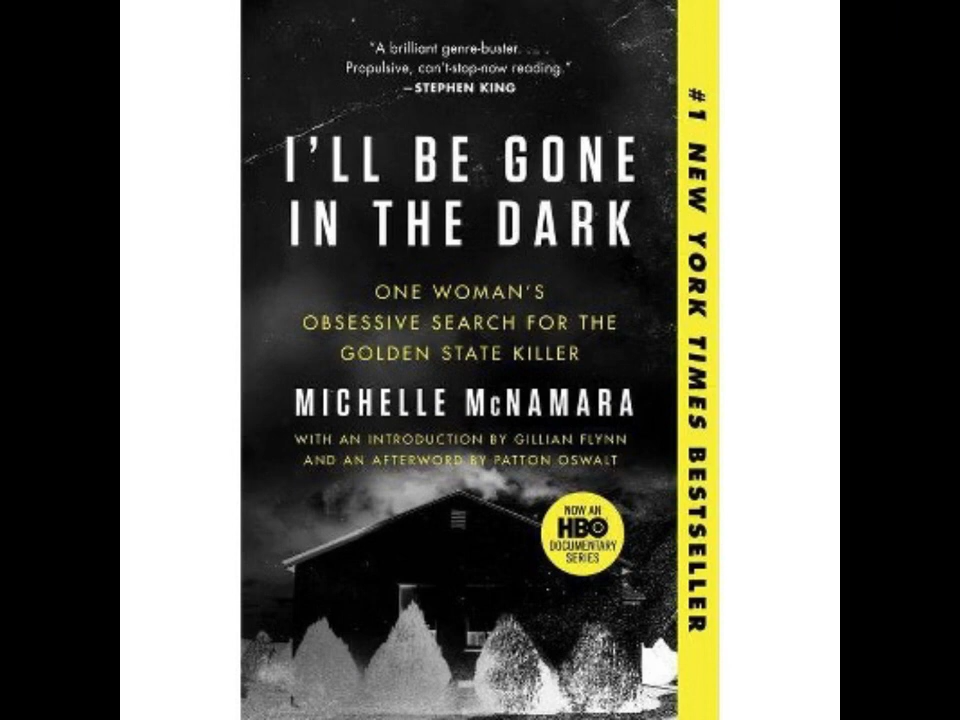 "A brilliant genre-buster. . . .
Propulsive, can't-stop-now reading."
—STEPHEN KING
I'LL BE GONE
IN THE DARK
ONE WOMAN'S
OBSESSIVE SEARCH FOR THE
GOLDEN STATE KILLER
MICHELLE McNAMARA
WITH AN INTRODUCTION BY GILLIAN FLYNN
AND AN AFTERWORD BY PATTON OSWALT
NOW AN
HBO
DOCUMENTARY
SERIES
#1 NEW YORK TIMES BESTSELLER